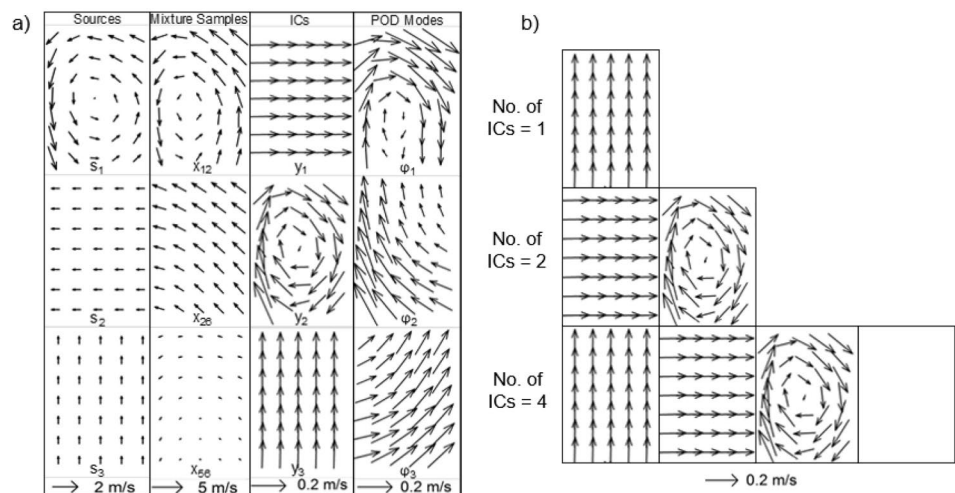 a)
Sources Mixture Samples ICs POD Modes
s1 x12 y1 φ1
s2 x26 y2 φ2
s3 x56 y3 φ3
2 m/s 5 m/s 0.2 m/s 0.2 m/s
b)
No. of
ICs = 1
No. of
ICs = 2
No. of
ICs = 4
0.2 m/s